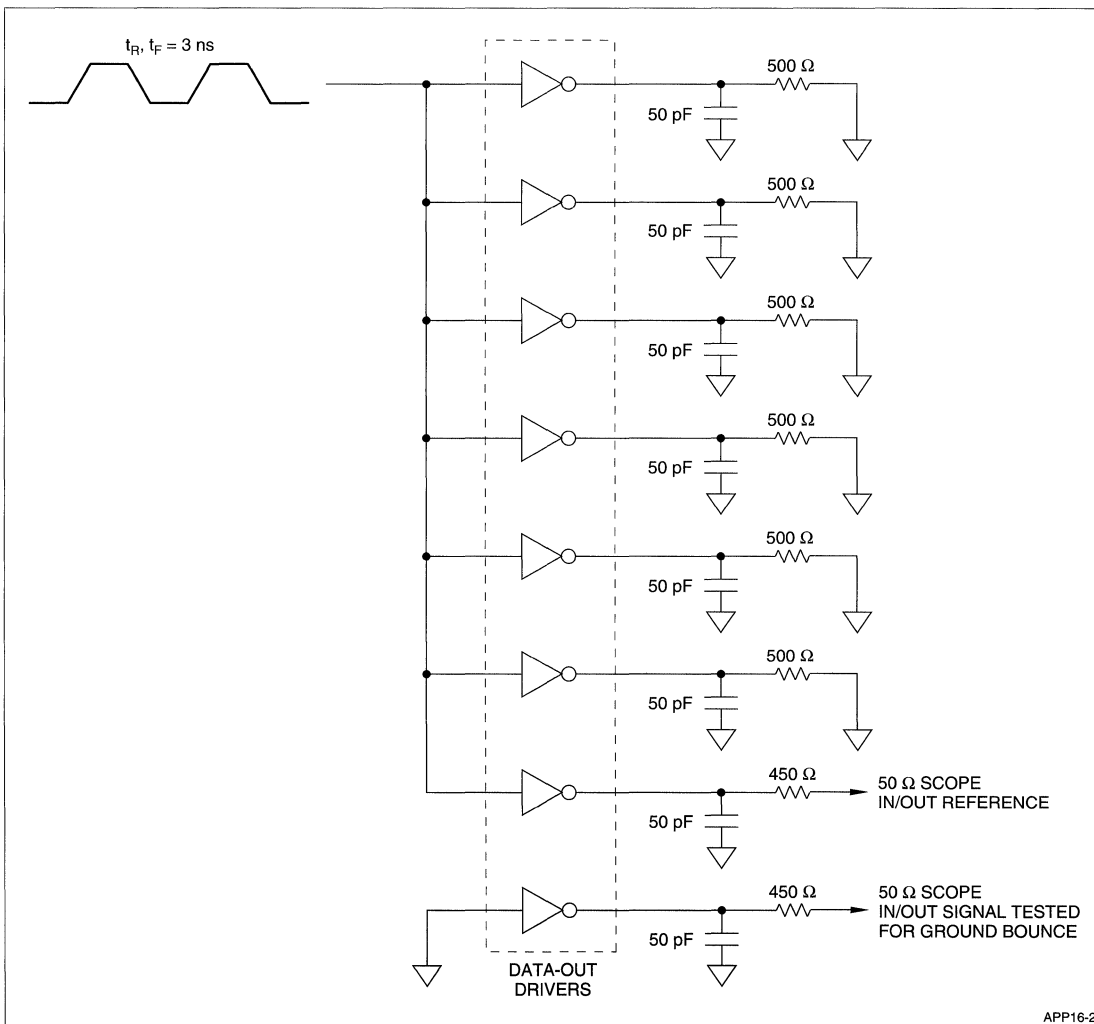 tR, tF = 3 ns
500 Ω
50 pF
500 Ω
50 pF
500 Ω
50 pF
500 Ω
50 pF
500 Ω
50 pF
500 Ω
50 pF
450 Ω
50 Ω SCOPE
IN/OUT REFERENCE
50 pF
450 Ω
50 Ω SCOPE
IN/OUT SIGNAL TESTED
FOR GROUND BOUNCE
50 pF
DATA-OUT
DRIVERS
APP16-2